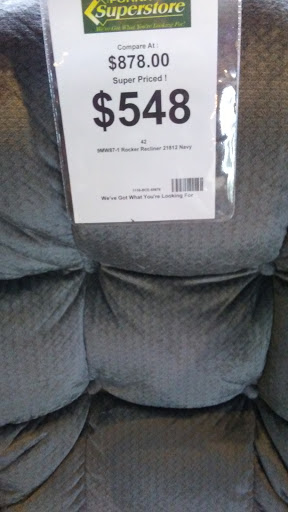 Superstore
We've Got What You're Looking For!
Compare At:
$878.00
Super Priced !
$548
42
9MW87-1 Rocker Recliner 21812 Navy
We've Got What You're Looking For